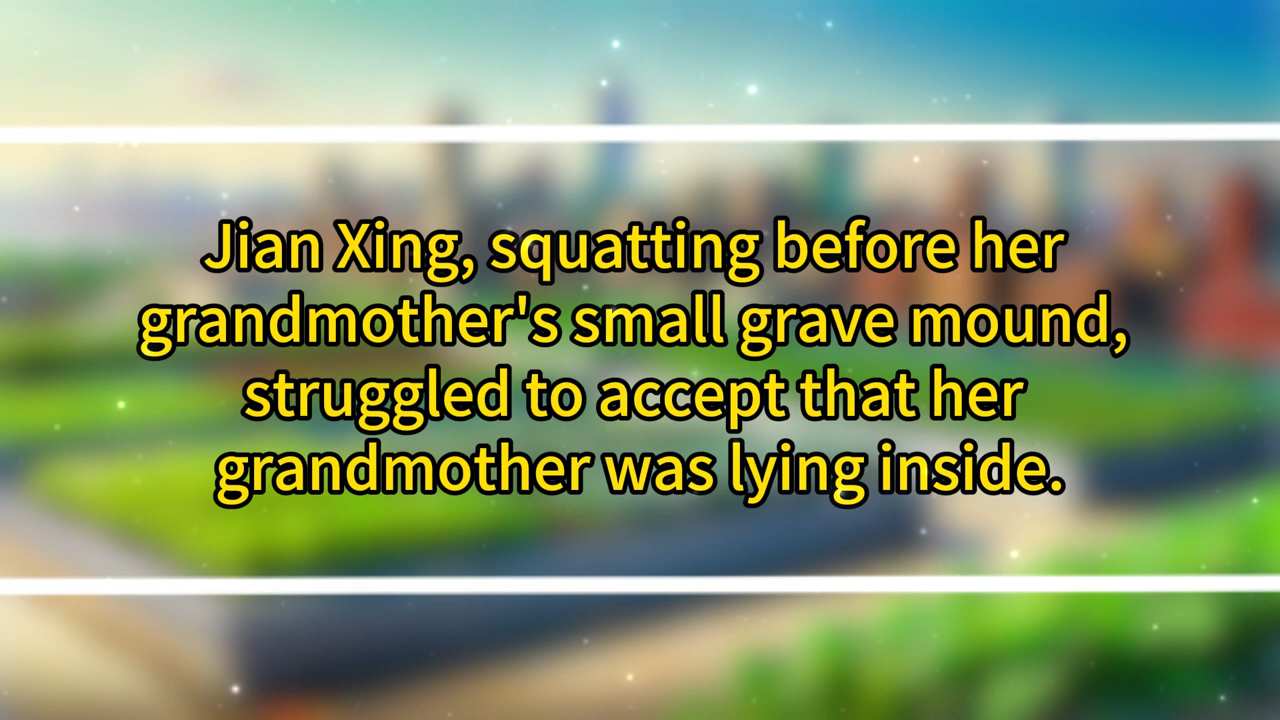 Jian Xing, squatting before her
grandmother's small grave mound,
struggled to accept that her
grandmother was lying inside.